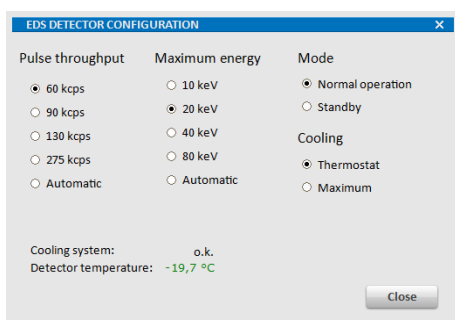 EDS DETECTOR CONFIGURATION X
Pulse throughput
60 kcps
90 kcps
130 kcps
275 kcps
Automatic
Maximum energy
10 keV
20 keV
40 keV
80 keV
Automatic
Mode
Normal operation
Standby
Cooling
Thermostat
Maximum
Cooling system: o.k.
Detector temperature: -19,7 °C
Close